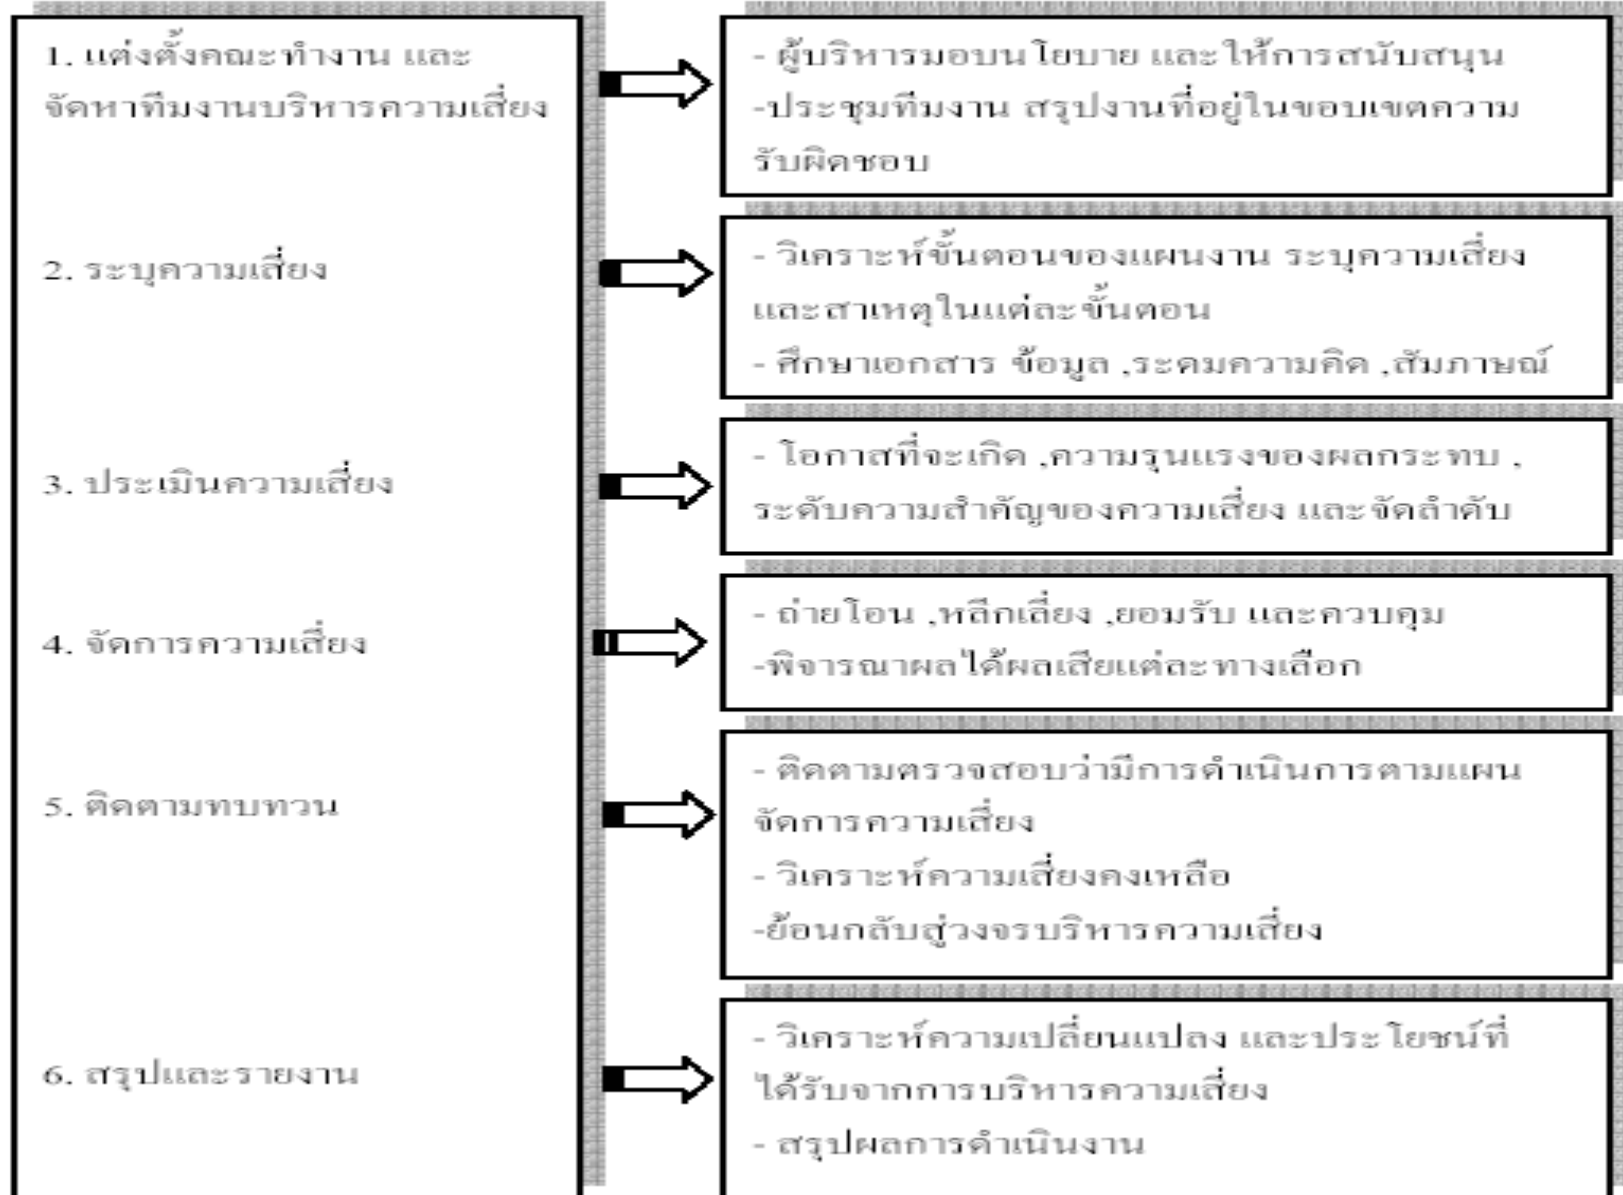 1. แต่งตั้งคณะทำงาน และ
จัดหาทีมงานบริหารความเสี่ยง
- ผู้บริหารมอบนโยบาย และให้การสนับสนุน
-ประชุมทีมงาน สรุปงานที่อยู่ในขอบเขตความ
รับผิดชอบ
2. ระบุความเสี่ยง
- วิเคราะห์ขั้นตอนของแผนงาน ระบุความเสี่ยง
และสาเหตุในแต่ละขั้นตอน
- ศึกษาเอกสาร ข้อมูล ,ระดมความคิด ,สัมภาษณ์
3. ประเมินความเสี่ยง
- โอกาสที่จะเกิด ,ความรุนแรงของผลกระทบ ,
ระดับความสำคัญของความเสี่ยง และจัดลำดับ
4. จัดการความเสี่ยง
- ถ่ายโอน ,หลีกเลี่ยง ,ยอมรับ และควบคุม
-พิจารณาผลได้ผลเสียแต่ละทางเลือก
5. ติดตามทบทวน
- ติดตามตรวจสอบว่ามีการดำเนินการตามแผน
จัดการความเสี่ยง
- วิเคราะห์ความเสี่ยงคงเหลือ
-ย้อนกลับสู่วงจรบริหารความเสี่ยง
6. สรุปและรายงาน
- วิเคราะห์ความเปลี่ยนแปลง และประโยชน์ที่
ได้รับจากการบริหารความเสี่ยง
- สรุปผลการดำเนินงาน